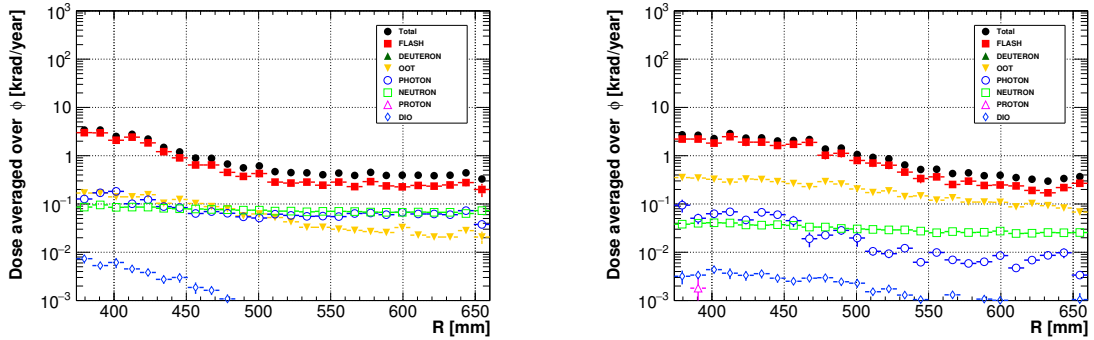 Dose averaged over ϕ [krad/year]
10³
10²
10
1
10⁻¹
10⁻²
10⁻³
Total
FLASH
DEUTERON
OOT
PHOTON
NEUTRON
PROTON
DIO
400 450 500 550 600 650
R [mm]
Dose averaged over ϕ [krad/year]
10³
10²
10
1
10⁻¹
10⁻²
10⁻³
Total
FLASH
DEUTERON
OOT
PHOTON
NEUTRON
PROTON
DIO
400 450 500 550 600 650
R [mm]